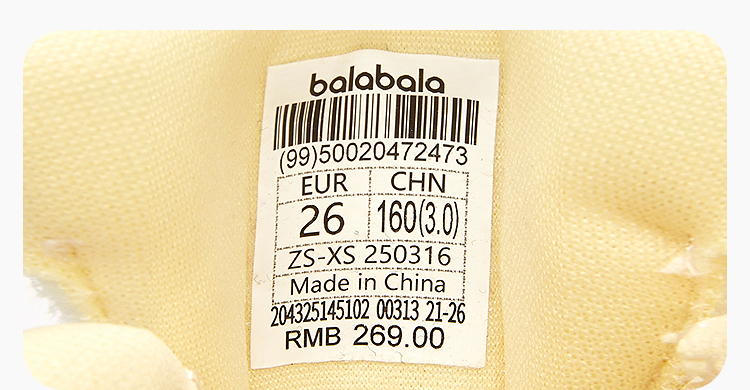 balabala
(99)50020472473
EUR CHN
26 160(3.0)
ZS-XS 250316
Made in China
204325145102 00313 21-26
RMB 269.00